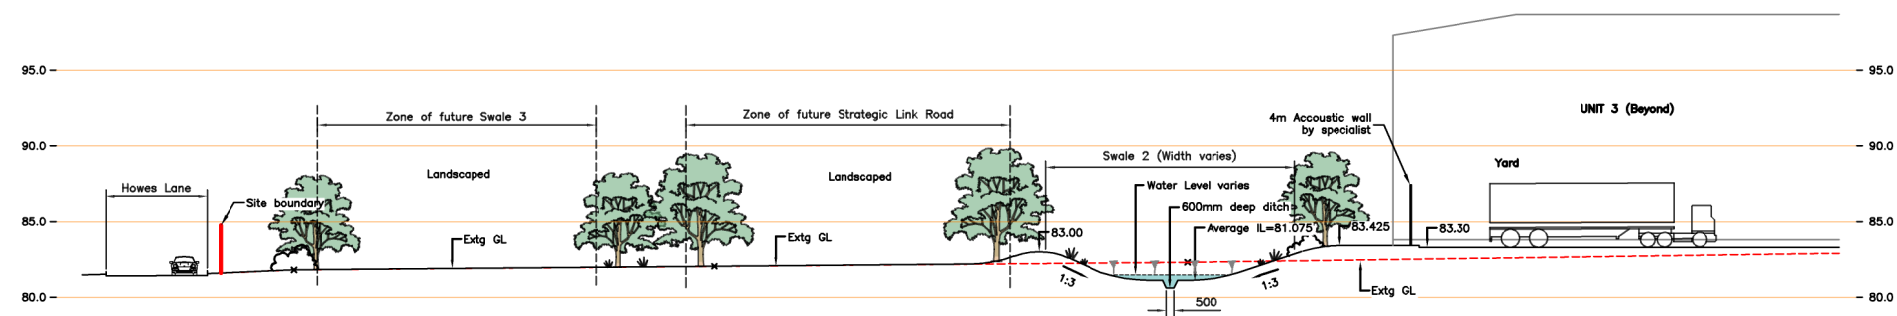 95.0
95.0
UNIT 3 (Beyond)
Zone of future Swale 3
Zone of future Strategic Link Road
4m Accoustic wall
by specialist
90.0
90.0
Swale 2 (Width varies)
Yard
Landscaped
Landscaped
Howes Lane
Water Level varies
Site boundary
600mm deep ditch
85.0
85.0
Average IL=81.075
83.425
83.30
83.00
Extg GL
Extg GL
1:3
1:3
Extg GL
80.0
80.0
500